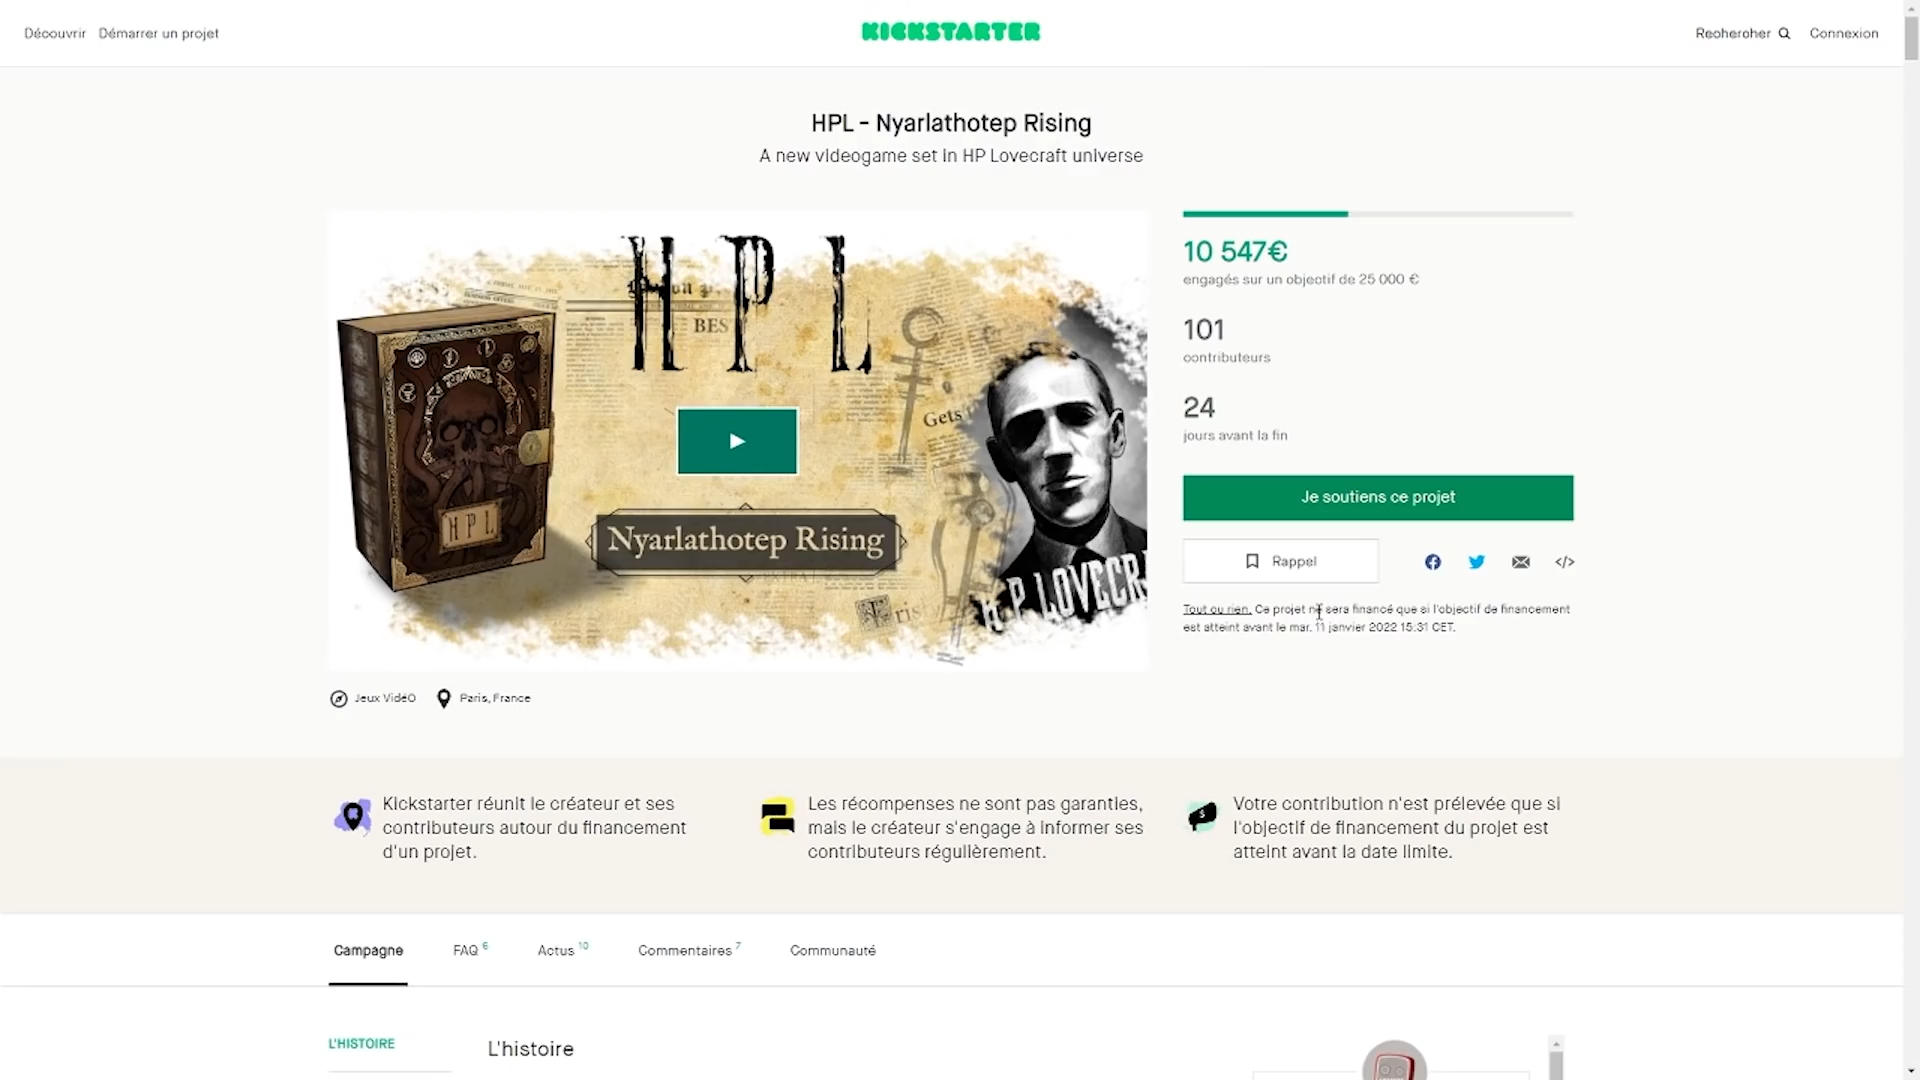 Découvrir Démarrer un projet
KICKSTARTER
Rechercher Connexion
HPL - Nyarlathotep Rising
A new videogame set in HP Lovecraft universe
HPL
BES
Gets
HPL
Nyarlathotep Rising
H P LOVECR
10 547€
engagés sur un objectif de 25 000 €
101
contributeurs
24
jours avant la fin
Je soutiens ce projet
Rappel
Tout ou rien. Ce projet ne sera financé que si l'objectif de financement
est atteint avant le mar. 11 janvier 2022 15:31 CET.
Jeux Vidéo Paris, France
Kickstarter réunit le créateur et ses
contributeurs autour du financement
d'un projet.
Les récompenses ne sont pas garanties,
mais le créateur s'engage à informer ses
contributeurs régulièrement.
Votre contribution n'est prélevée que si
l'objectif de financement du projet est
atteint avant la date limite.
Campagne FAQ 6 Actus 10 Commentaires 7 Communauté
L'HISTOIRE
L'histoire